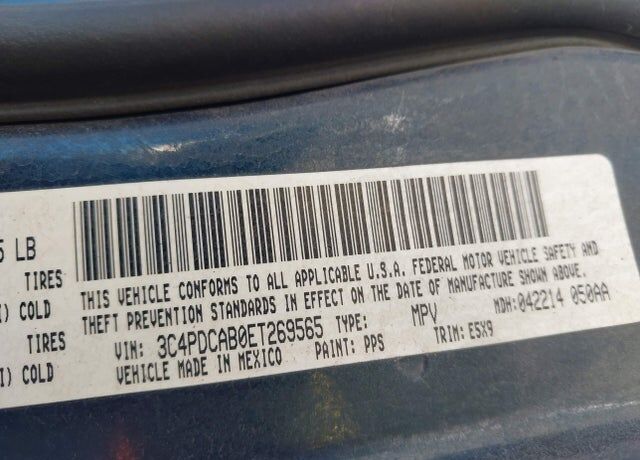 5 LB
TIRES
I) COLD
TIRES
I) COLD
THIS VEHICLE CONFORMS TO ALL APPLICABLE U.S.A. FEDERAL MOTOR VEHICLE SAFETY AND
THEFT PREVENTION STANDARDS IN EFFECT ON THE DATE OF MANUFACTURE SHOWN ABOVE.
VIN: 3C4PDCAB0ET269565 TYPE: MPV MDH: 042214 050AA
VEHICLE MADE IN MEXICO PAINT: PPS TRIM: E5X9